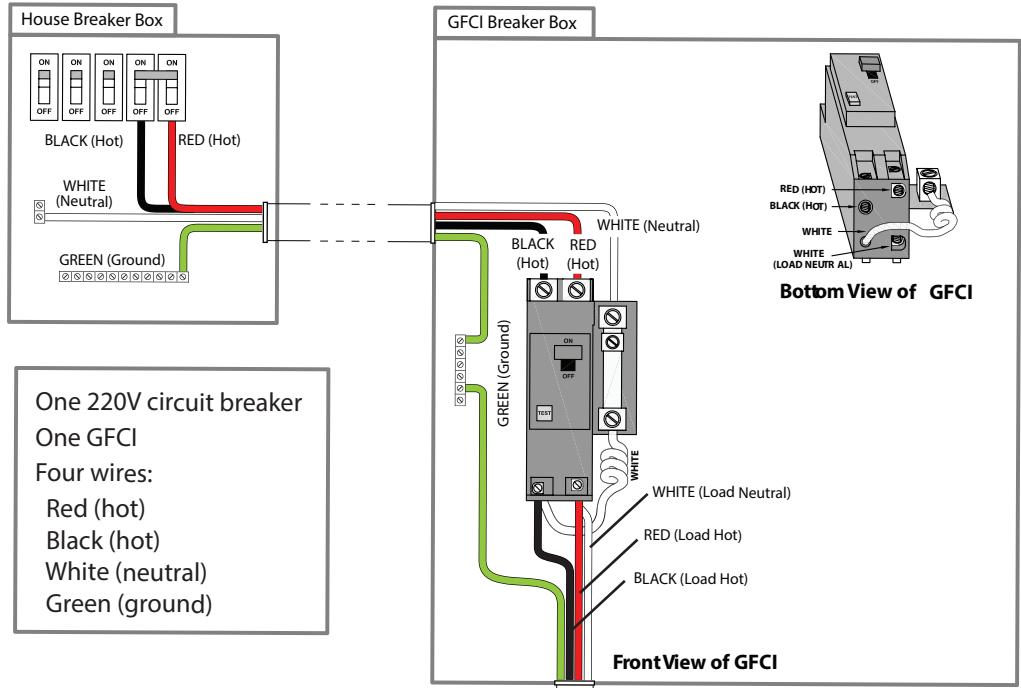 House Breaker Box
ON ON ON ON ON
OFF OFF OFF OFF OFF
BLACK (Hot)
RED (Hot)
WHITE
(Neutral)
GREEN (Ground)
GFCI Breaker Box
WHITE (Neutral)
BLACK
(Hot)
RED
(Hot)
GREEN (Ground)
ON
OFF
TEST
WHITE
WHITE (Load Neutral)
RED (Load Hot)
BLACK (Load Hot)
Front View of GFCI
OFF
TEST
RED (HOT)
BLACK (HOT)
WHITE
WHITE
(LOAD NEUTR AL)
Bottom View of GFCI
One 220V circuit breaker
One GFCI
Four wires:
Red (hot)
Black (hot)
White (neutral)
Green (ground)